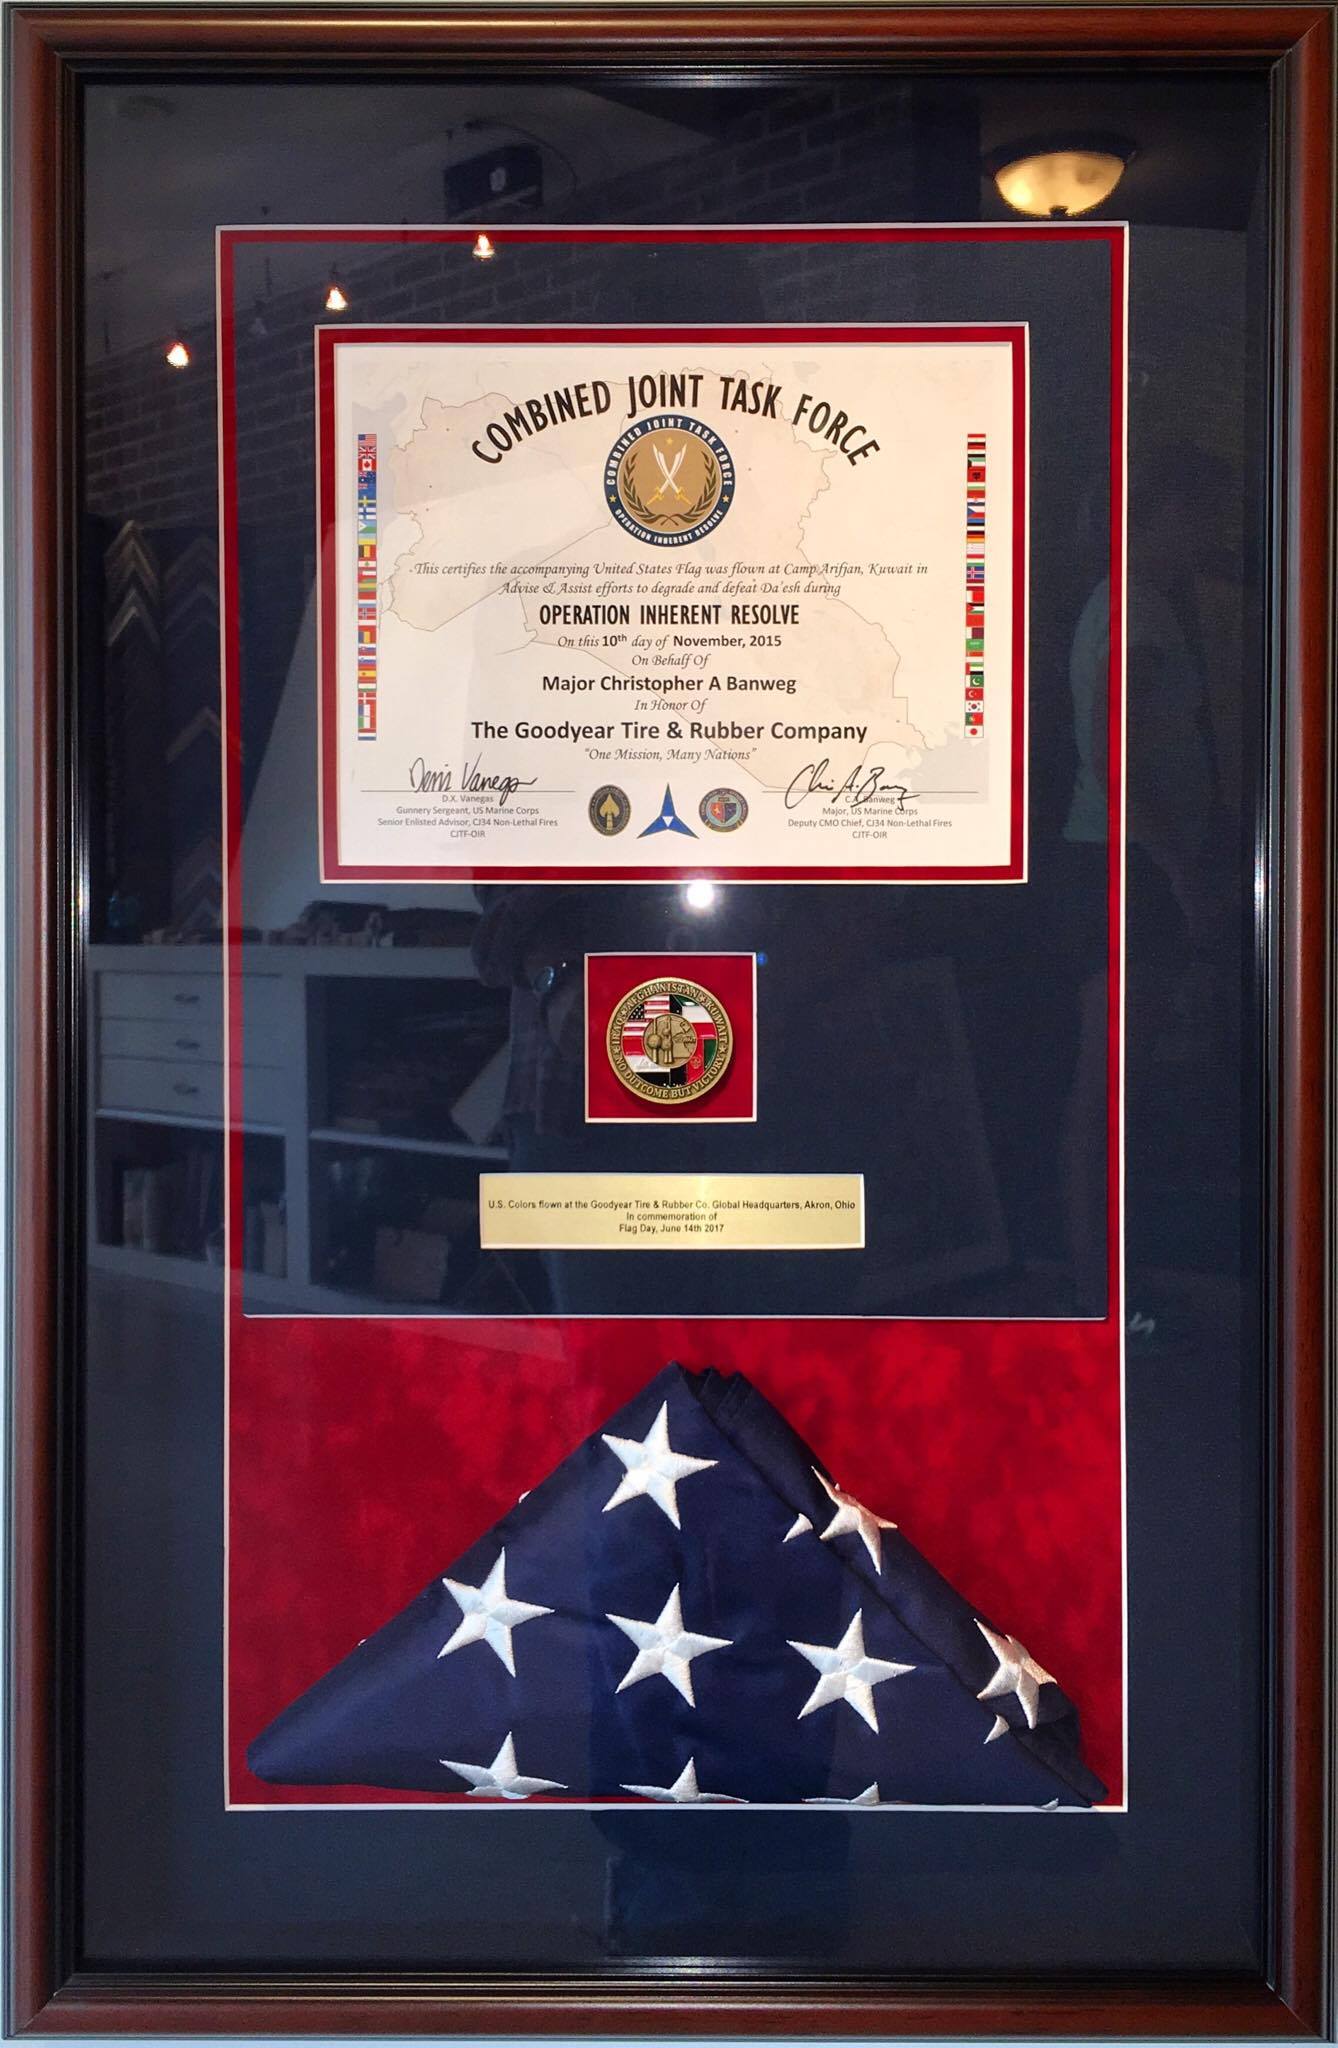 COMBINED JOINT TASK FORCE
COMBINED JOINT TASK FORCE
OPERATION INHERENT RESOLVE
This certifies the accompanying United States Flag was flown at Camp Arifjan, Kuwait in
Advise & Assist efforts to degrade and defeat Da'esh during
OPERATION INHERENT RESOLVE
On this 10th day of November, 2015
On Behalf Of
Major Christopher A Banweg
In Honor Of
The Goodyear Tire & Rubber Company
"One Mission, Many Nations"
D.X. Vanegas
Gunnery Sergeant, US Marine Corps
Senior Enlisted Advisor, CJ34 Non-Lethal Fires
CJTF-OIR
C.A. Banweg
Major, US Marine Corps
Deputy CMO Chief, CJ34 Non-Lethal Fires
CJTF-OIR
IRAQ AFGHANISTAN KUWAIT
NO OUTCOME BUT VICTORY
U.S. Colors flown at the Goodyear Tire & Rubber Co. Global Headquarters, Akron, Ohio
In commemoration of
Flag Day, June 14th 2017